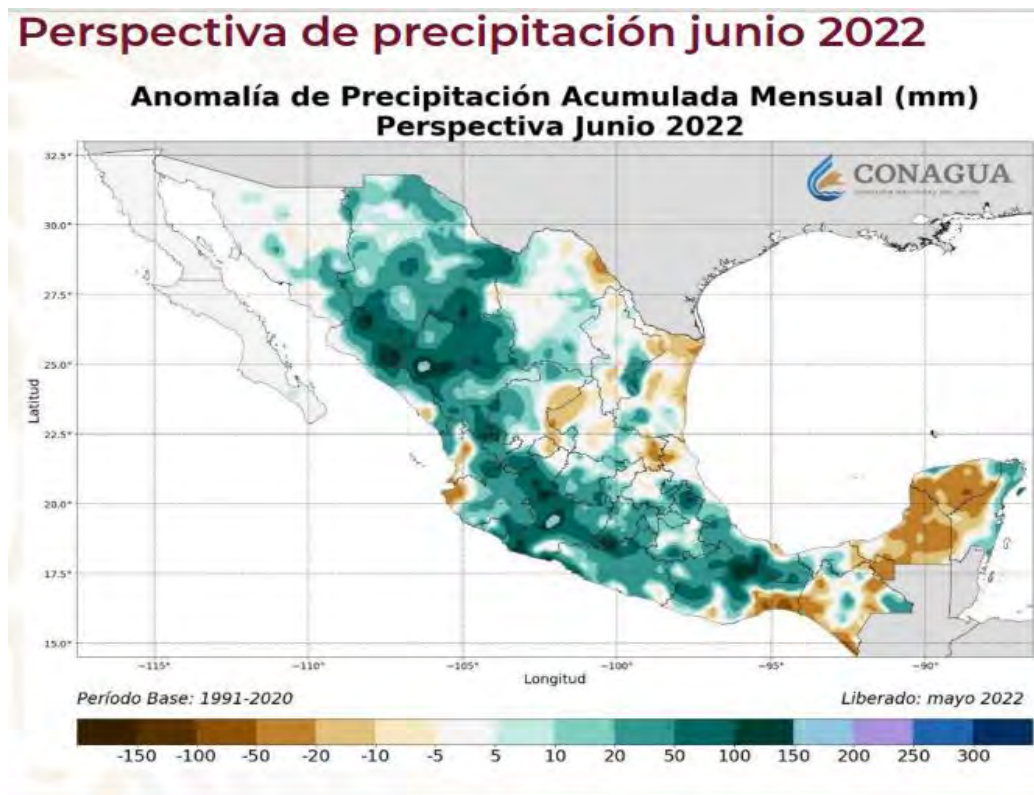 Perspectiva de precipitación junio 2022
Anomalía de Precipitación Acumulada Mensual (mm)
Perspectiva Junio 2022
CONAGUA
32.5°
30.0°
27.5°
25.0°
22.5°
20.0°
17.5°
15.0°
Latitud
−115°
−110°
−105°
−100°
−95°
−90°
Longitud
Período Base: 1991-2020
Liberado: mayo 2022
-150 -100 -50 -20 -10 -5 5 10 20 50 100 150 200 250 300